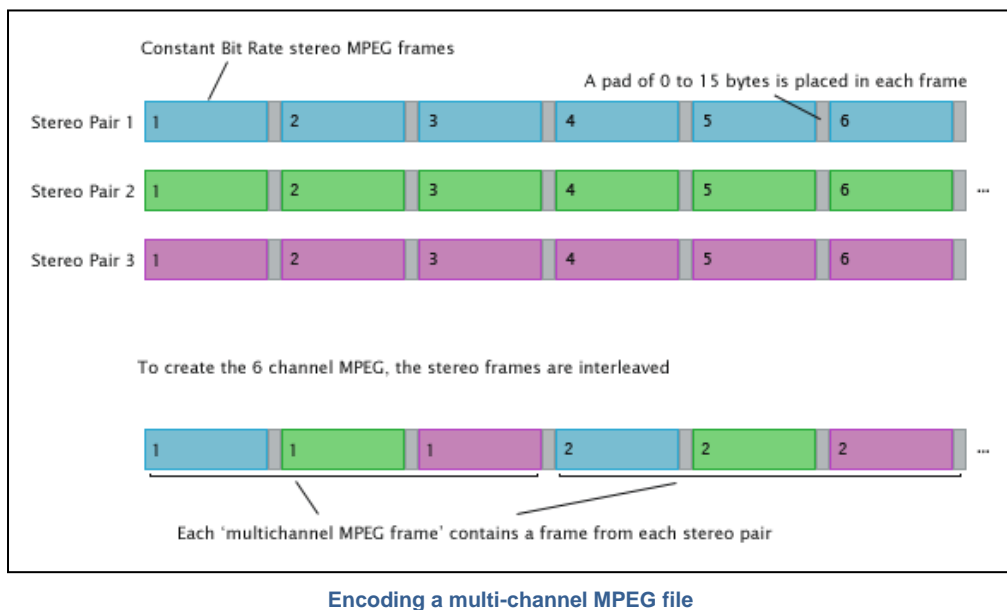 Constant Bit Rate stereo MPEG frames
A pad of 0 to 15 bytes is placed in each frame
Stereo Pair 1 1 2 3 4 5 6
Stereo Pair 2 1 2 3 4 5 6 ...
Stereo Pair 3 1 2 3 4 5 6
To create the 6 channel MPEG, the stereo frames are interleaved
1 1 1 2 2 2 ...
Each ‘multichannel MPEG frame’ contains a frame from each stereo pair
Encoding a multi-channel MPEG file